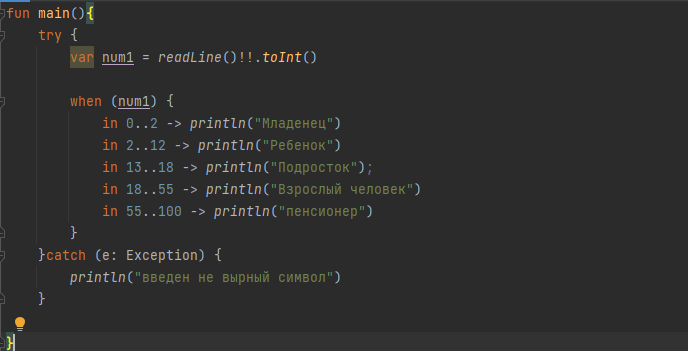 fun main(){
try {
var num1 = readLine()!!.toInt()
when (num1) {
in 0..2 -> println("Младенец")
in 2..12 -> println("Ребенок")
in 13..18 -> println("Подросток");
in 18..55 -> println("Взрослый человек")
in 55..100 -> println("пенсионер")
}
}catch (e: Exception) {
println("введен не вырный символ")
}
}